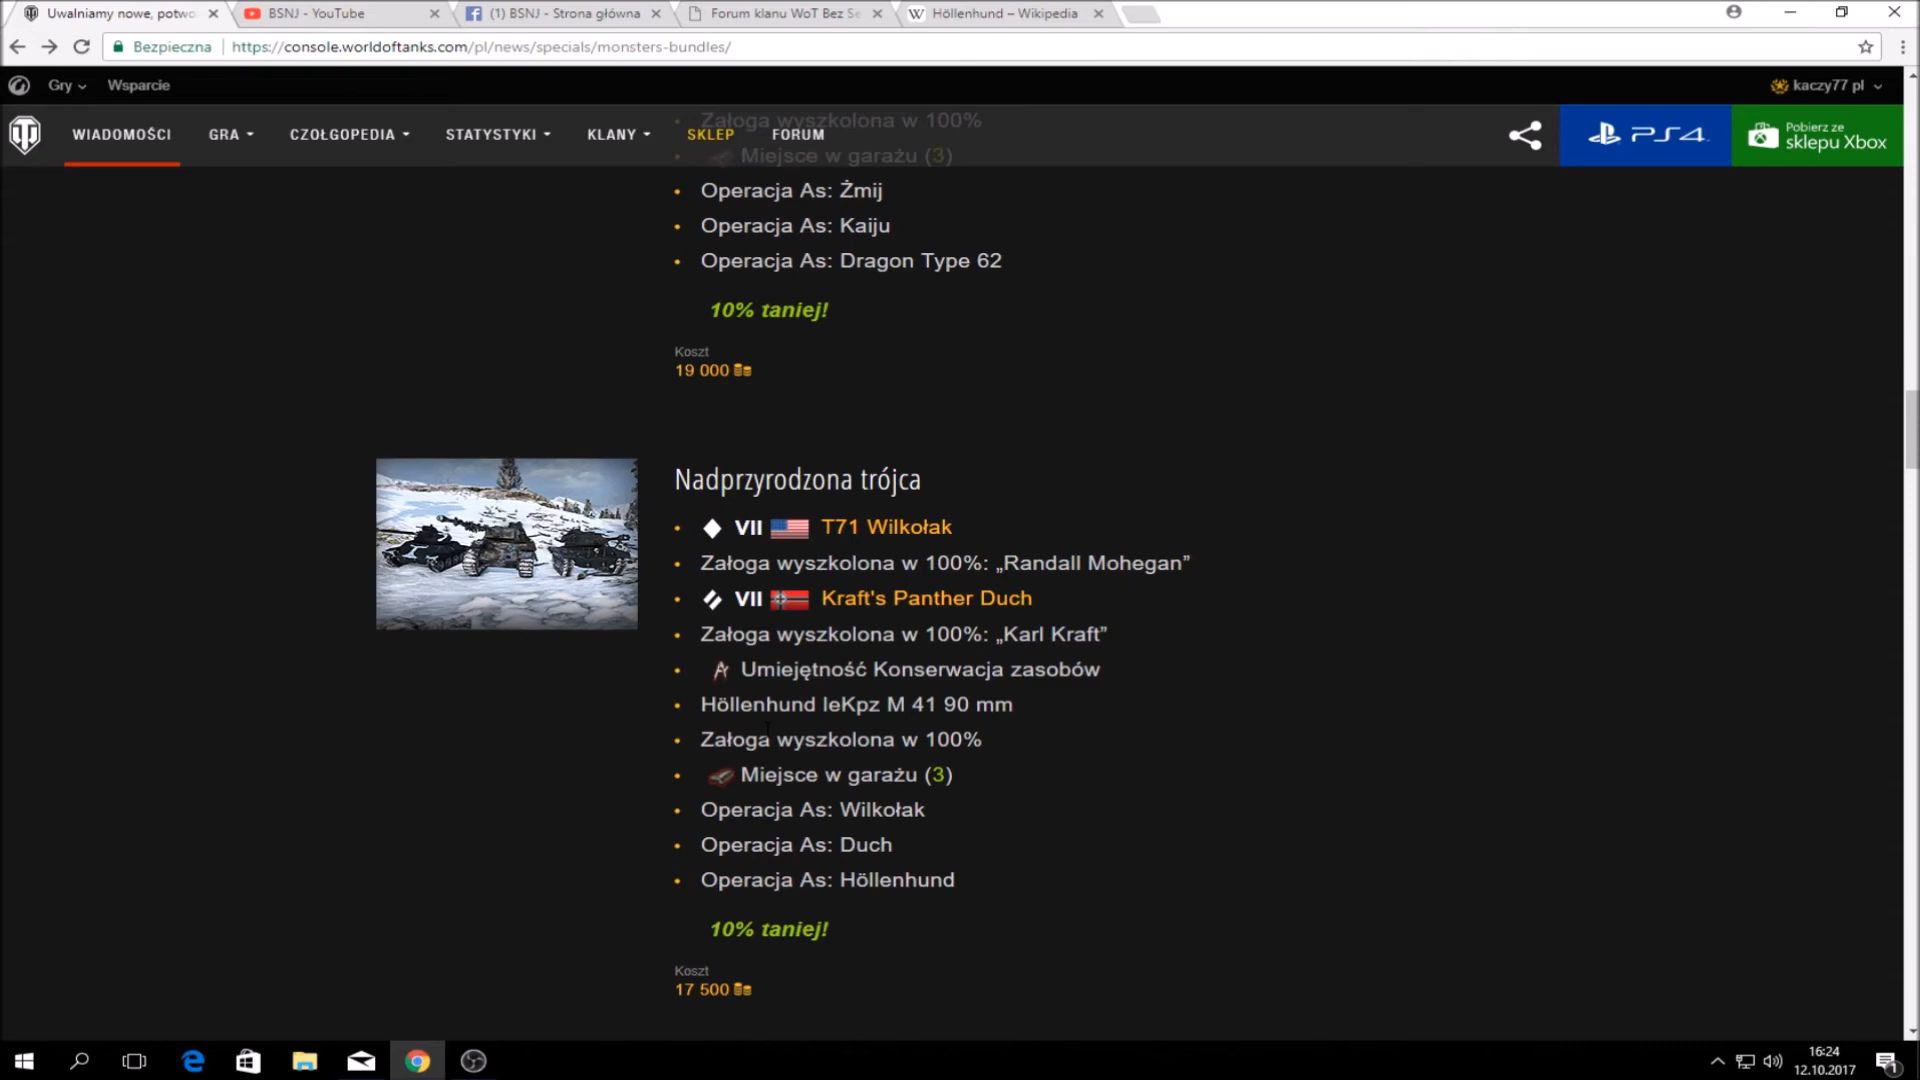 Uwalniamy nowe, potwo
BSNJ - YouTube
(1) BSNJ - Strona główna
Forum klanu WoT Bez Se
Höllenhund – Wikipedia
Bezpieczna
https://console.worldoftanks.com/pl/news/specials/monsters-bundles/
Gry
Wsparcie
kaczy77 pl
WIADOMOŚCI
GRA
CZOŁGOPEDIA
STATYSTYKI
KLANY
SKLEP
FORUM
PS4
Pobierz ze
sklepu Xbox
Załoga wyszkolona w 100%
Miejsce w garażu (3)
Operacja As: Żmij
Operacja As: Kaiju
Operacja As: Dragon Type 62
10% taniej!
Koszt
19 000
Nadprzyrodzona trójca
VII T71 Wilkołak
Załoga wyszkolona w 100%: „Randall Mohegan”
VII Kraft's Panther Duch
Załoga wyszkolona w 100%: „Karl Kraft”
Umiejętność Konserwacja zasobów
Höllenhund leKpz M 41 90 mm
Załoga wyszkolona w 100%
Miejsce w garażu (3)
Operacja As: Wilkołak
Operacja As: Duch
Operacja As: Höllenhund
10% taniej!
Koszt
17 500
16:24
12.10.2017
1